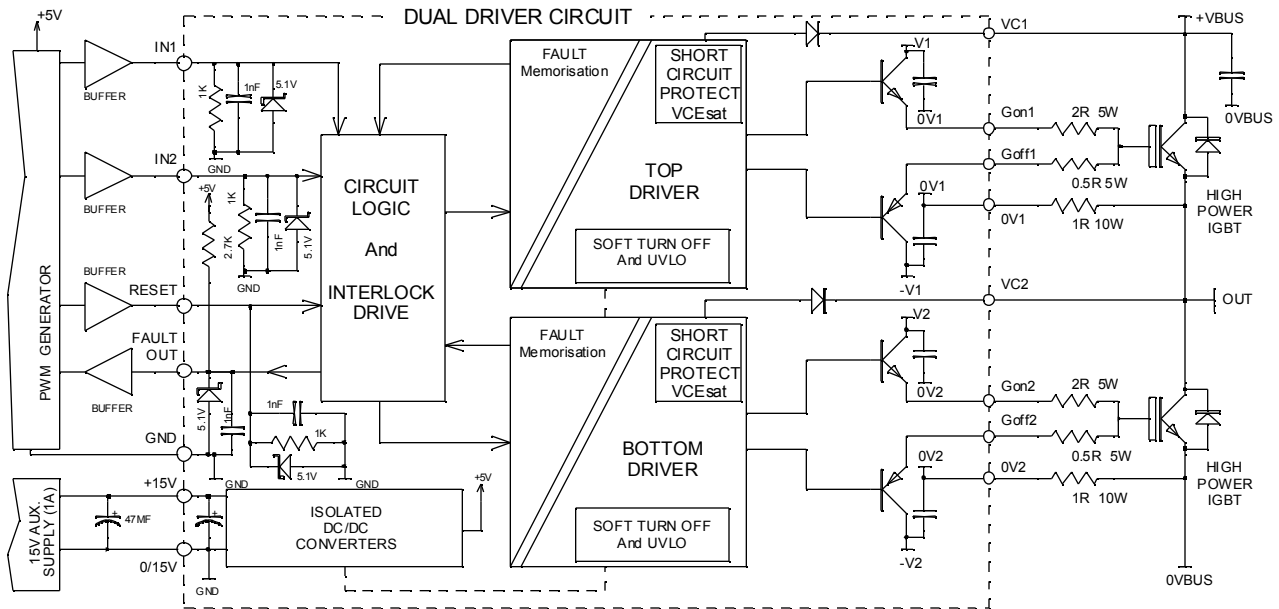 DUAL DRIVER CIRCUIT
+5V
IN1
BUFFER
1K
1nF
5.1V
GND
IN2
BUFFER
+5V
2.7K
1K
1nF
5.1V
GND
BUFFER
RESET
FAULT
OUT
BUFFER
5.1V
1nF
1nF
1K
5.1V
GND
GND
GND
PWM GENERATOR
CIRCUIT
LOGIC
And
INTERLOCK
DRIVE
15V AUX.
SUPPLY (1A)
+15V
47MF
+
+
0/15V
GND
ISOLATED
DC/DC
CONVERTERS
+5V
FAULT
Memorisation
SHORT
CIRCUIT
PROTECT
VCEsat
TOP
DRIVER
SOFT TURN OFF
And UVLO
FAULT
Memorisation
SHORT
CIRCUIT
PROTECT
VCEsat
BOTTOM
DRIVER
SOFT TURN OFF
And UVLO
VC1
V1
0V1
Gon1
2R 5W
Goff1
0.5R 5W
0V1
0V1
1R 10W
-V1
+VBUS
0VBUS
HIGH
POWER
IGBT
VC2
OUT
V2
0V2
Gon2
2R 5W
Goff2
0.5R 5W
0V2
0V2
1R 10W
-V2
HIGH
POWER
IGBT
0VBUS